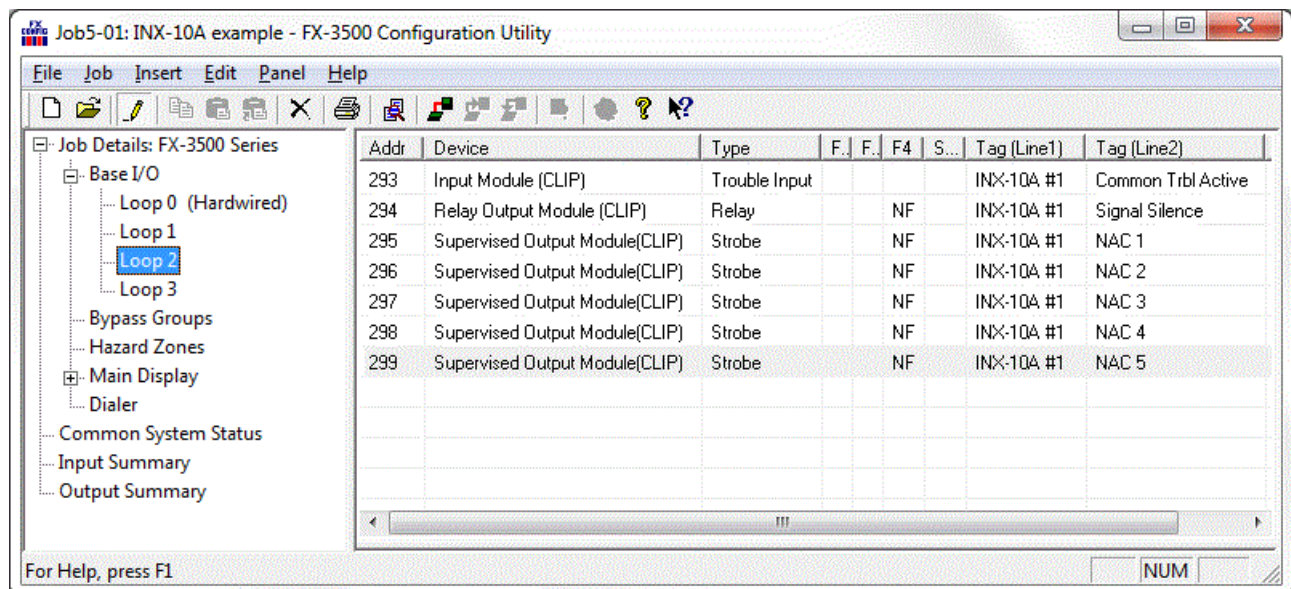 FX CONFIG
Job5-01: INX-10A example - FX-3500 Configuration Utility
File Job Insert Edit Panel Help
Job Details: FX-3500 Series
Base I/O
Loop 0 (Hardwired)
Loop 1
Loop 2
Loop 3
Bypass Groups
Hazard Zones
Main Display
Dialer
Common System Status
Input Summary
Output Summary
Addr Device Type F.. F.. F4 S... Tag (Line1) Tag (Line2)
293 Input Module (CLIP) Trouble Input INX-10A #1 Common Trbl Active
294 Relay Output Module (CLIP) Relay NF INX-10A #1 Signal Silence
295 Supervised Output Module(CLIP) Strobe NF INX-10A #1 NAC 1
296 Supervised Output Module(CLIP) Strobe NF INX-10A #1 NAC 2
297 Supervised Output Module(CLIP) Strobe NF INX-10A #1 NAC 3
298 Supervised Output Module(CLIP) Strobe NF INX-10A #1 NAC 4
299 Supervised Output Module(CLIP) Strobe NF INX-10A #1 NAC 5
For Help, press F1
NUM